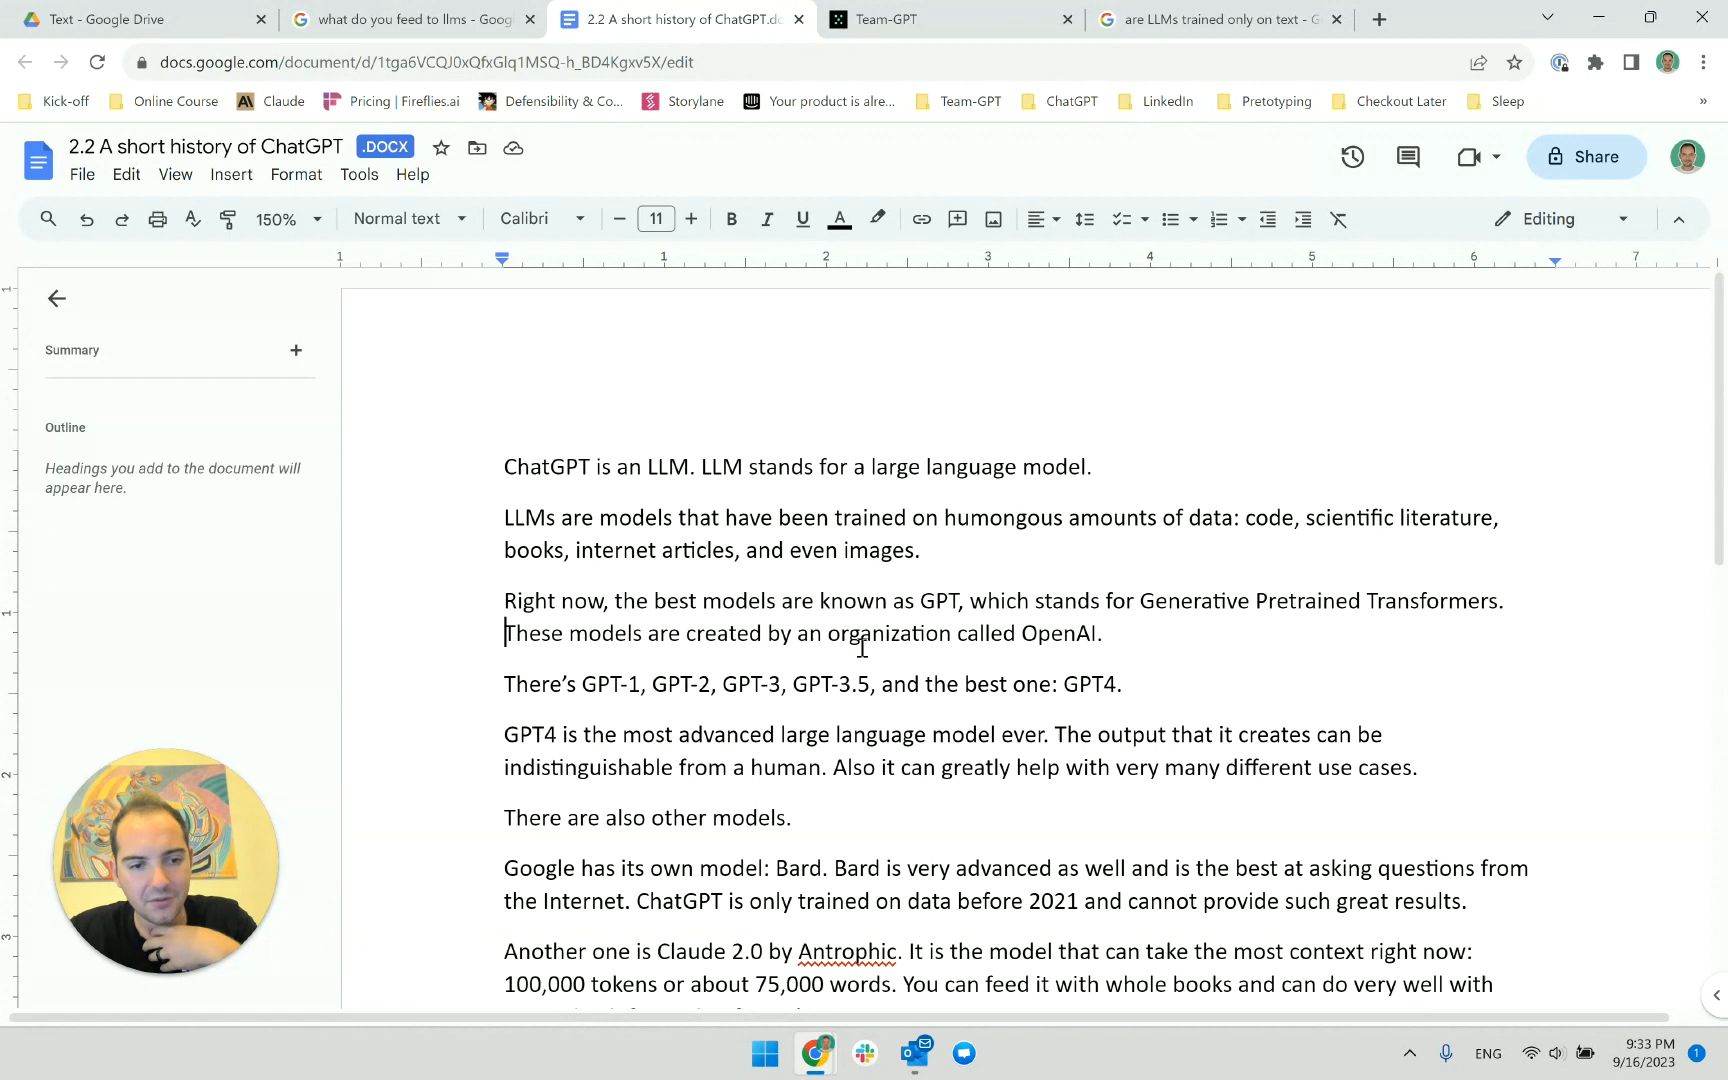 Text - Google Drive
what do you feed to llms - Goog
2.2 A short history of ChatGPT.do
Team-GPT
are LLMs trained only on text - G
docs.google.com/document/d/1tga6VCQJ0xQfxGlq1MSQ-h_BD4Kgxv5X/edit
Kick-off
Online Course
Claude
Pricing | Fireflies.ai
Defensibility & Co...
Storylane
Your product is alre...
Team-GPT
ChatGPT
LinkedIn
Pretotyping
Checkout Later
Sleep
»
2.2 A short history of ChatGPT .DOCX
File Edit View Insert Format Tools Help
Share
150% Normal text Calibri 11 B I U A Editing
1 1 2 3 4 5 6 7
Summary
Outline
Headings you add to the document will
appear here.
1
1
2
3
ChatGPT is an LLM. LLM stands for a large language model.
LLMs are models that have been trained on humongous amounts of data: code, scientific literature,
books, internet articles, and even images.
Right now, the best models are known as GPT, which stands for Generative Pretrained Transformers.
These models are created by an organization called OpenAI.
There’s GPT-1, GPT-2, GPT-3, GPT-3.5, and the best one: GPT4.
GPT4 is the most advanced large language model ever. The output that it creates can be
indistinguishable from a human. Also it can greatly help with very many different use cases.
There are also other models.
Google has its own model: Bard. Bard is very advanced as well and is the best at asking questions from
the Internet. ChatGPT is only trained on data before 2021 and cannot provide such great results.
Another one is Claude 2.0 by Antrophic. It is the model that can take the most context right now:
100,000 tokens or about 75,000 words. You can feed it with whole books and can do very well with
ENG
9:33 PM
9/16/2023
1